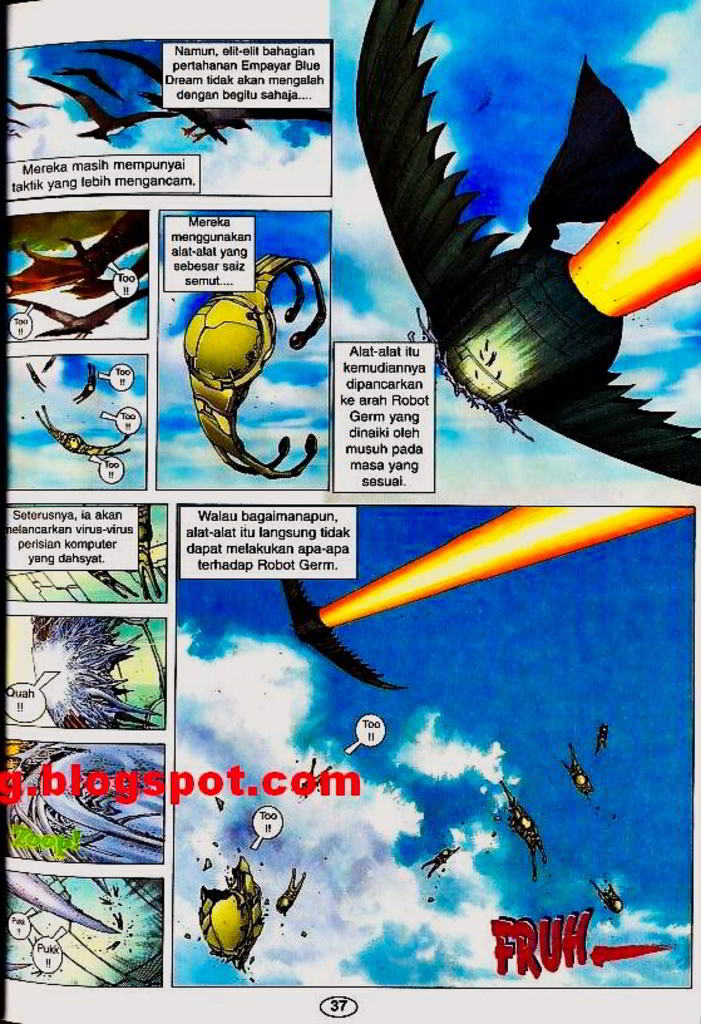 Namun, elit-elit bahagian
pertahanan Empayar Blue
Dream tidak akan mengalah
dengan begitu sahaja....
Mereka masih mempunyai
taktik yang lebih mengancam.
Too
!!
Too
!!
Mereka
menggunakan
alat-alat yang
sebesar saiz
semut....
Too
!!
Too
!!
Too
!!
Alat-alat itu
kemudiannya
dipancarkan
ke arah Robot
Germ yang
dinaiki oleh
musuh pada
masa yang
sesuai.
Seterusnya, ia akan
melancarkan virus-virus
perisian komputer
yang dahsyat.
Quah
!!
Zoop!
Pukk
!!
Pukk
!!
Walau bagaimanapun,
alat-alat itu langsung tidak
dapat melakukan apa-apa
terhadap Robot Germ.
Too
!!
Too
!!
FRUH
g.blogspot.com
37